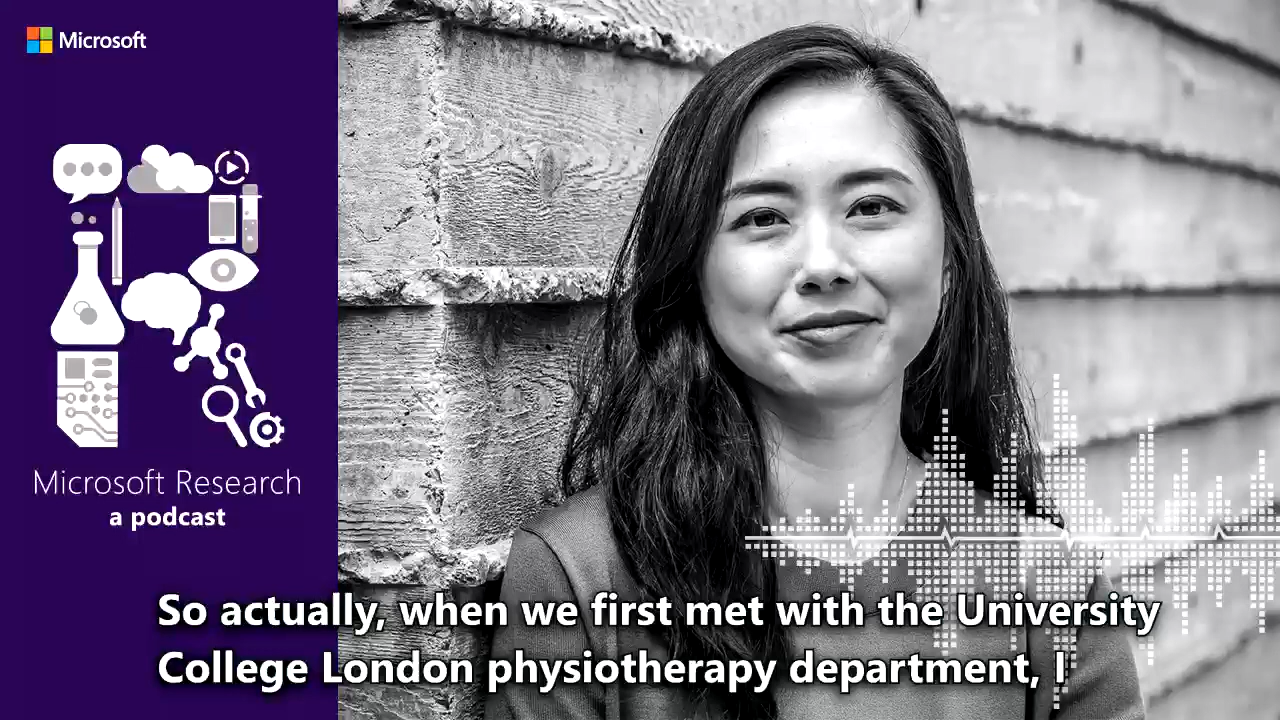 Microsoft
Microsoft Research
a podcast
So actually, when we first met with the University
College London physiotherapy department, I